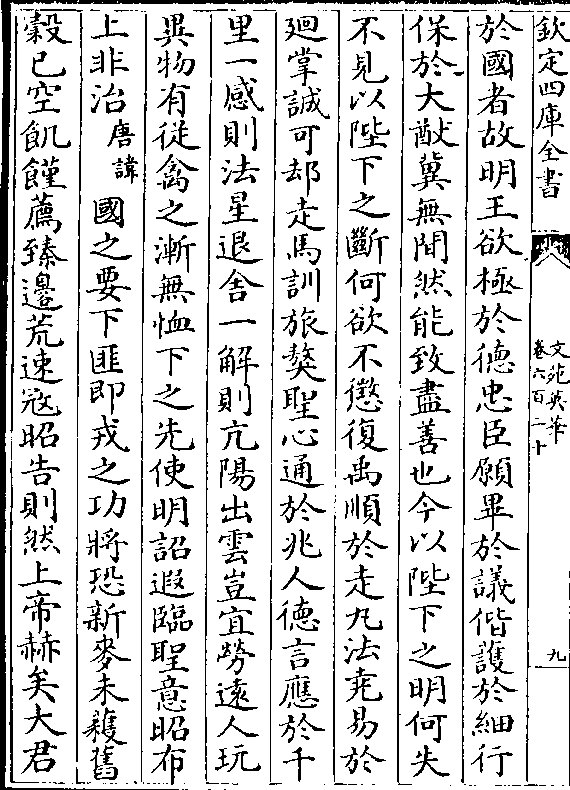 欽定四庫全書
文苑英華
卷六百二十
九
於國者故明王欲極於德忠臣願畢於議偕護於細行
保於大猷冀無間然能致盡善也今以陛下之明何失
不見以陛下之斷何欲不懲復禹順於走丸法堯易於
廻掌誠可却走馬訓旅獒聖心通於兆人德言應於千
里一感則法星退舍一解則亢陽出雲豈宜勞遠人玩
異物有從禽之漸無恤下之先使明詔遐臨聖意昭布
上非治唐諱國之要下匪即戎之功將恐新麥未穫舊
穀已空飢饉薦臻邊荒速寇昭告則然上帝赫矣大君